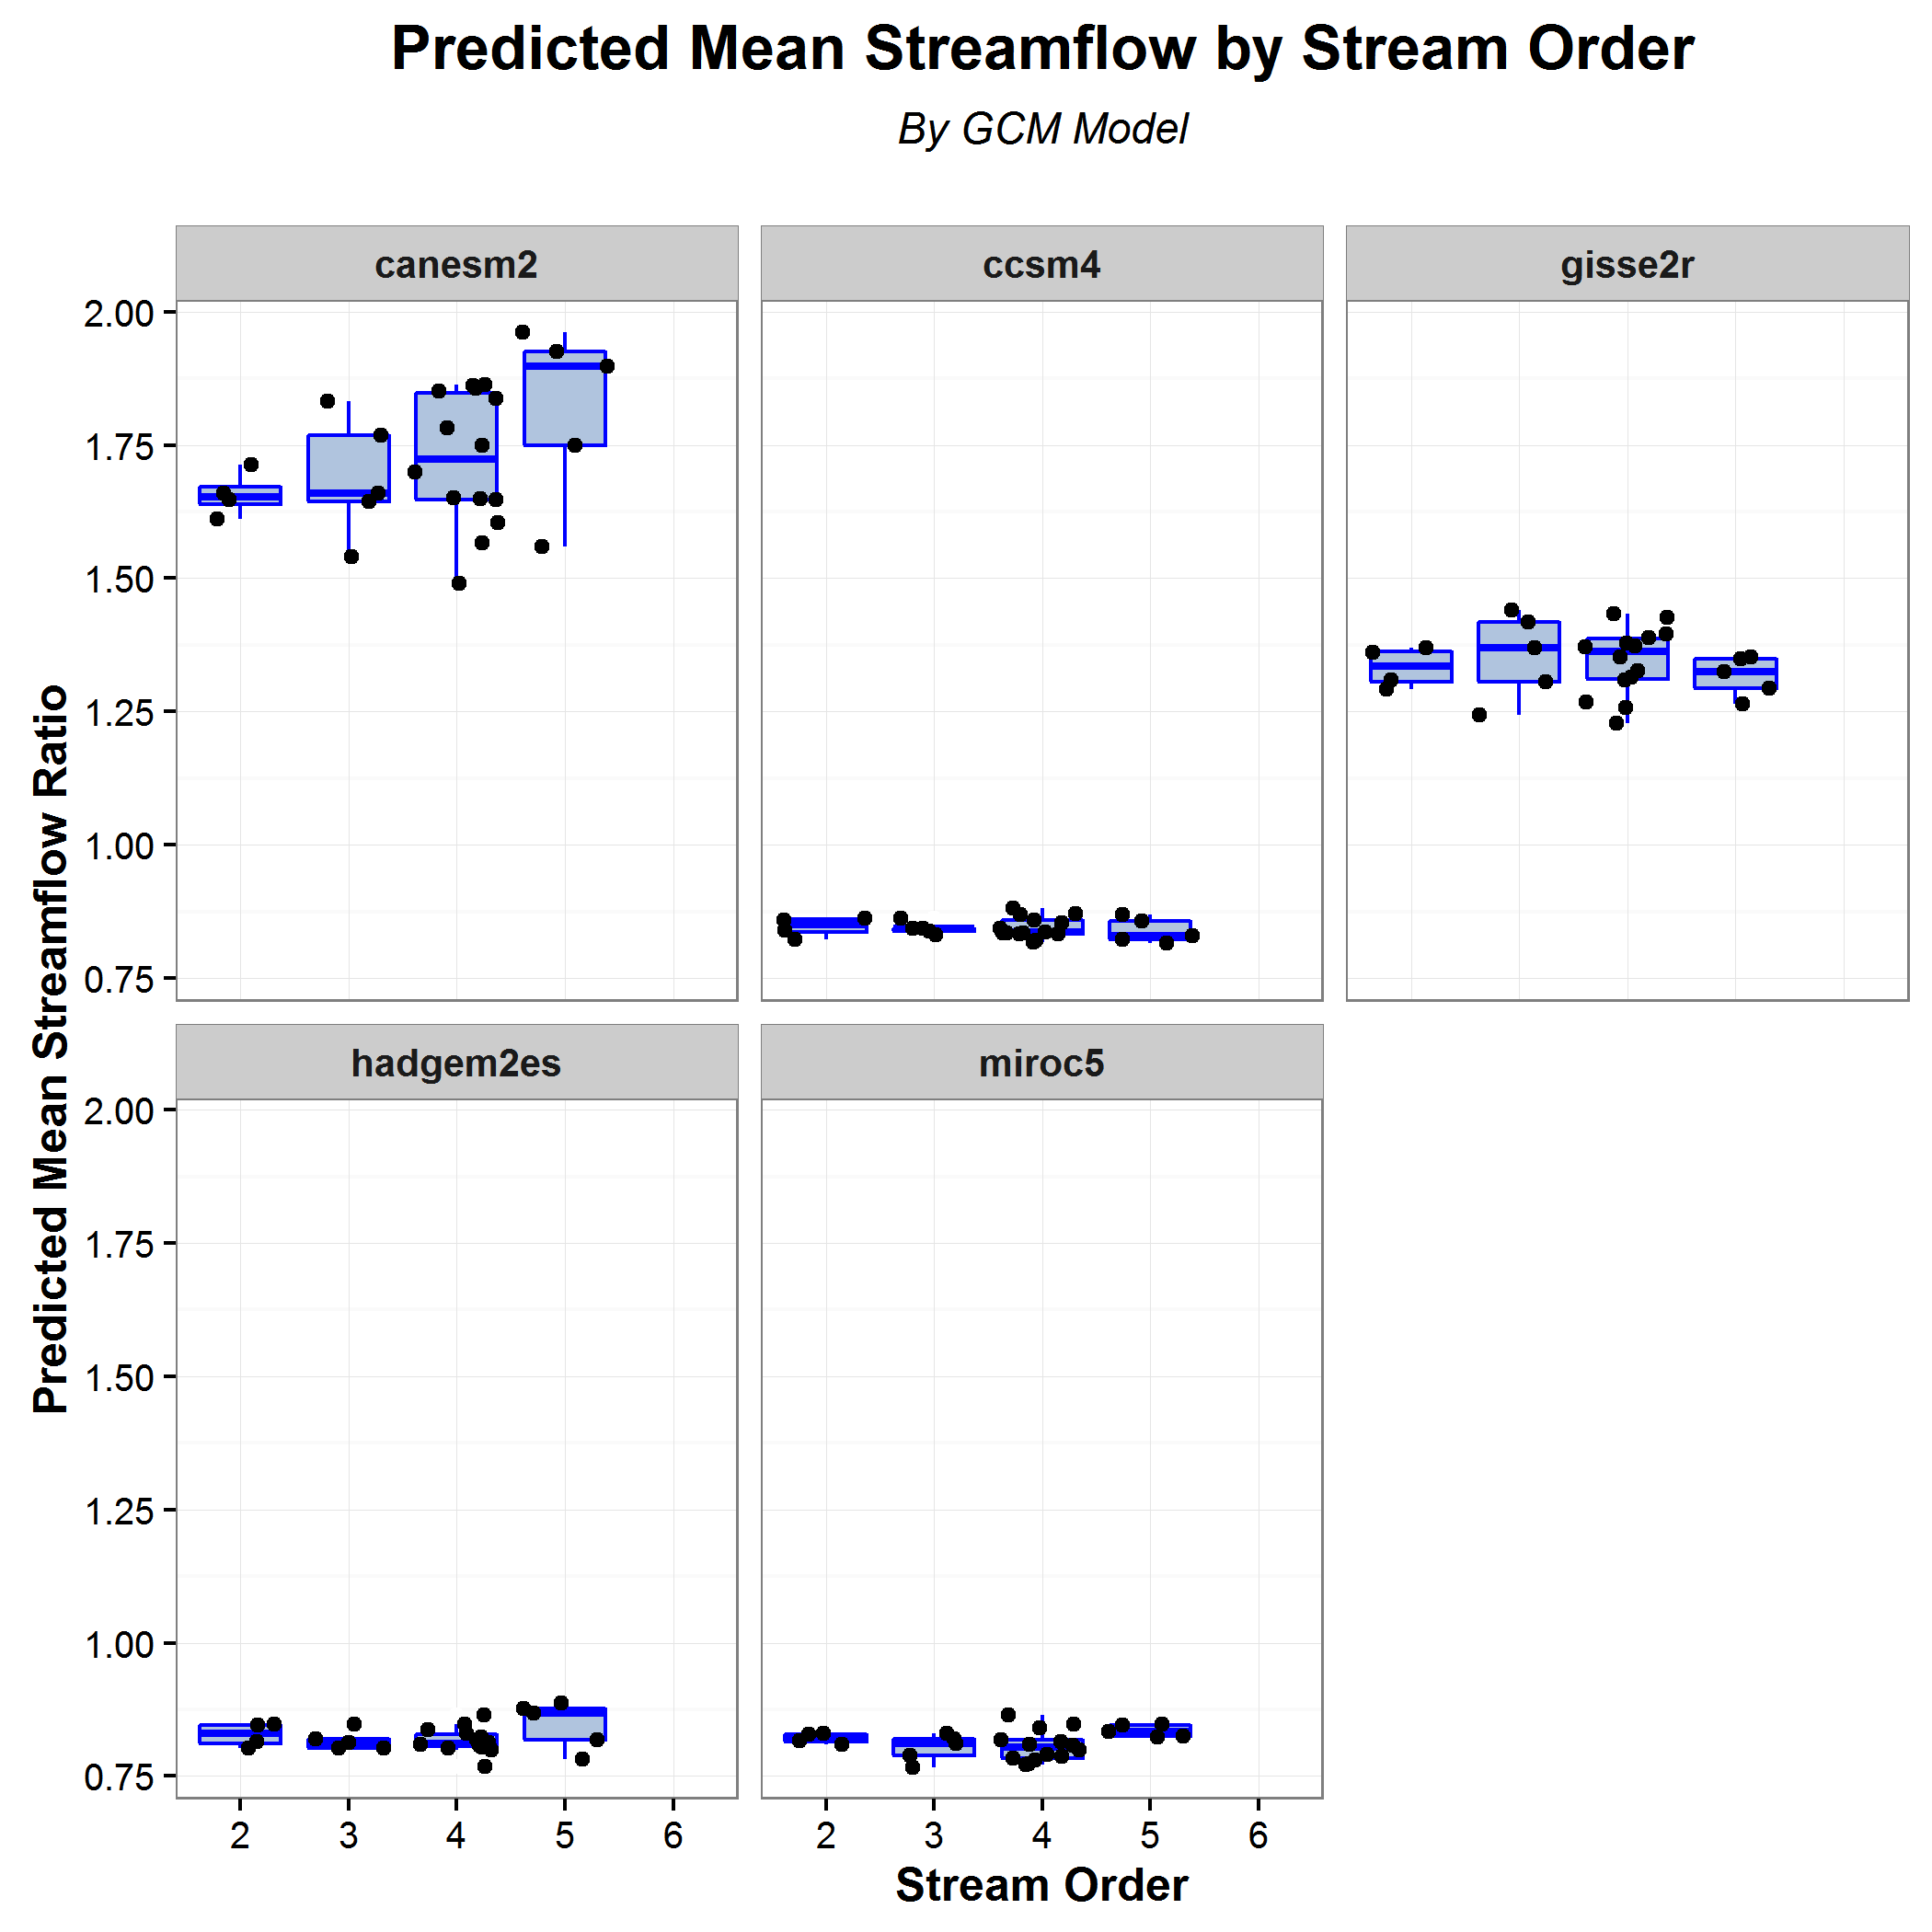 Predicted Mean Streamflow by Stream Order
By GCM Model
canesm2
ccsm4
gisse2r
2.00
1.75
1.50
1.25
1.00
0.75
hadgem2es
miroc5
2.00
1.75
1.50
1.25
1.00
0.75
Predicted Mean Streamflow Ratio
2 3 4 5 6
2 3 4 5 6
Stream Order